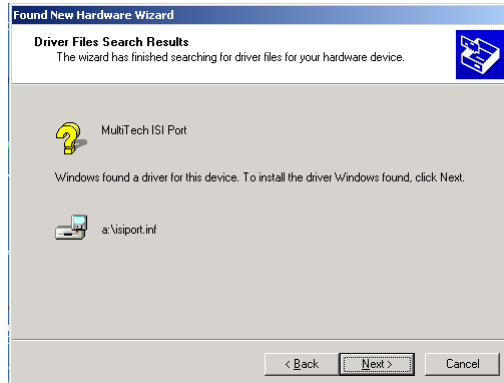 Found New Hardware Wizard
Driver Files Search Results
The wizard has finished searching for driver files for your hardware device.
MultiTech ISI Port
Windows found a driver for this device. To install the driver Windows found, click Next.
a:\isiport.inf
< Back
Next >
Cancel